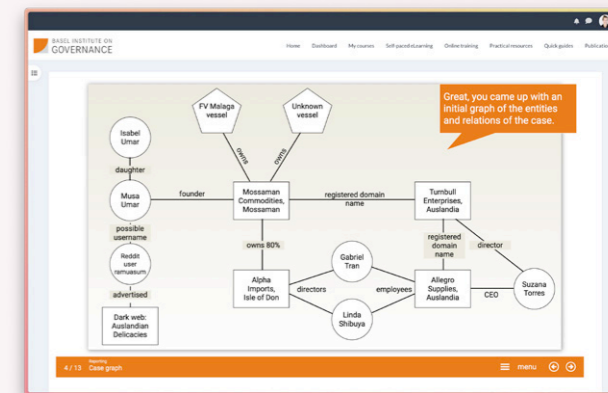 BASEL INSTITUTE ON
GOVERNANCE
Home Dashboard My courses Self-paced eLearning Online training Practical resources Quick guides Publication
Great, you came up with an
initial graph of the entities
and relations of the case.
FV Malaga
vessel
Unknown
vessel
Isabel
Umar
owns
owns
daughter
Musa
Umar
founder
Mossaman
Commodities,
Mossaman
registered domain
name
Turnbull
Enterprises,
Auslandia
possible
username
owns 80%
registered
domain
name
director
Reddit
user
ramuasum
Gabriel
Tran
Alpha
Imports,
Isle of Don
directors
employees
Allegro
Supplies,
Auslandia
CEO
Suzana
Torres
advertised
Linda
Shibuya
Dark web:
Auslandian
Delicacies
Reporting
4 / 13 Case graph
menu